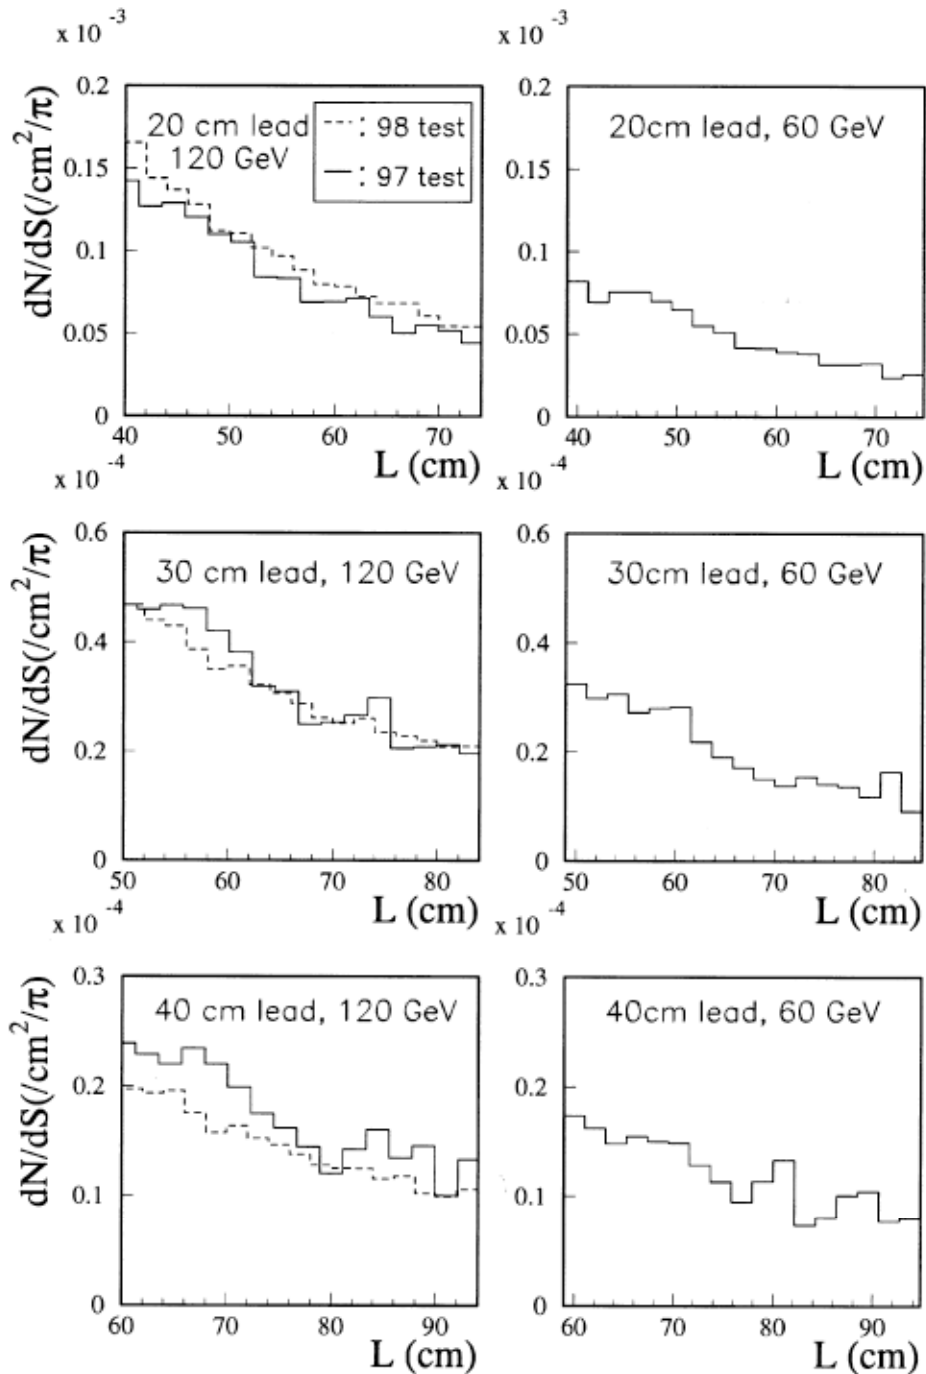 x 10^-3
x 10^-3
dN/dS(/cm^2/π)
0.2
0.15
0.1
0.05
0
20 cm lead
120 GeV
98 test
97 test
40 50 60 70
L (cm)
0.2
0.15
0.1
0.05
0
20cm lead, 60 GeV
40 50 60 70
L (cm)
x 10^-4
x 10^-4
dN/dS(/cm^2/π)
0.6
0.4
0.2
0
30 cm lead, 120 GeV
50 60 70 80
L (cm)
0.6
0.4
0.2
0
30cm lead, 60 GeV
50 60 70 80
L (cm)
x 10^-4
x 10^-4
dN/dS(/cm^2/π)
0.3
0.2
0.1
0
40 cm lead, 120 GeV
60 70 80 90
L (cm)
0.3
0.2
0.1
0
40cm lead, 60 GeV
60 70 80 90
L (cm)